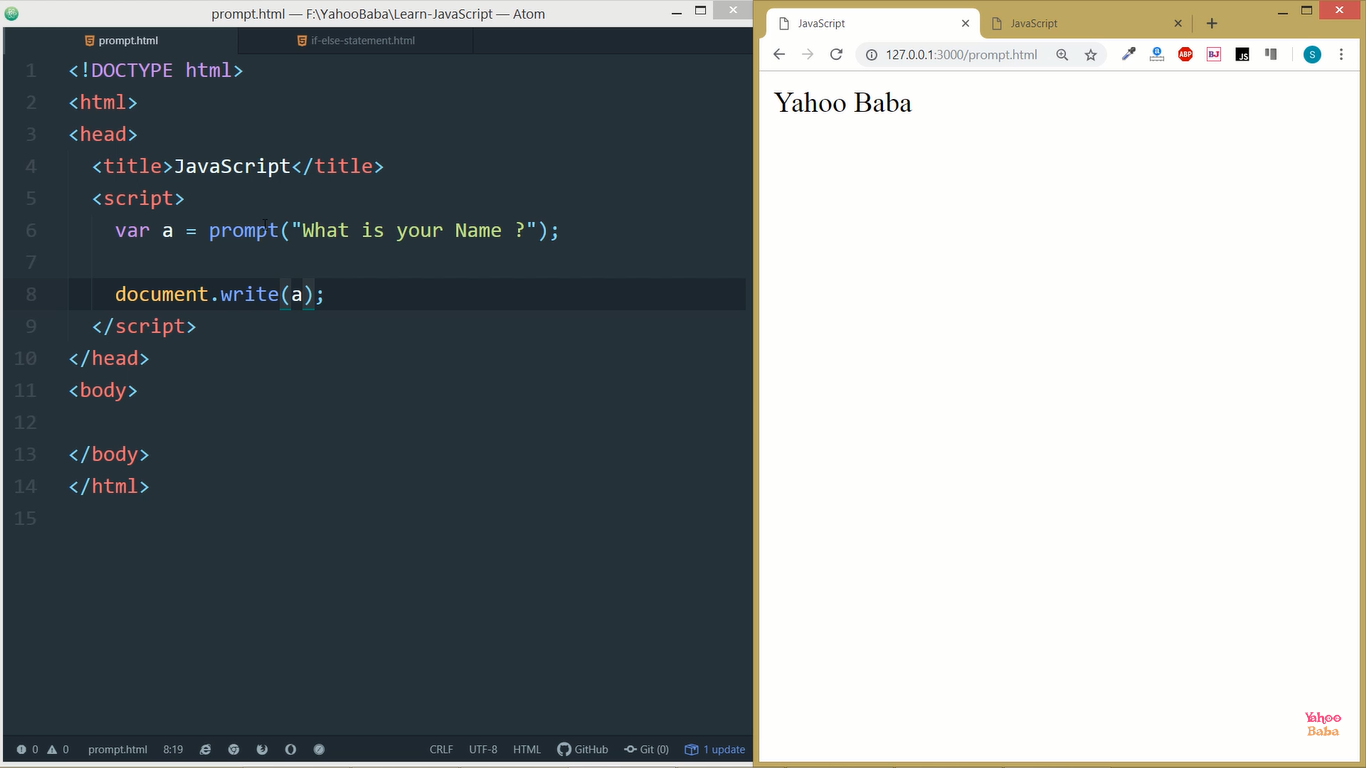 prompt.html — F:\YahooBaba\Learn-JavaScript — Atom
prompt.html
if-else-statement.html
1 <!DOCTYPE html>
2 <html>
3 <head>
4 <title>JavaScript</title>
5 <script>
6 var a = prompt("What is your Name ?");
7
8 document.write(a);
9 </script>
10 </head>
11 <body>
12
13 </body>
14 </html>
15
0 0 prompt.html 8:19 CRLF UTF-8 HTML GitHub Git (0) 1 update
JavaScript
JavaScript
127.0.0.1:3000/prompt.html ABP BJ JS S
Yahoo Baba
Yahoo
Baba